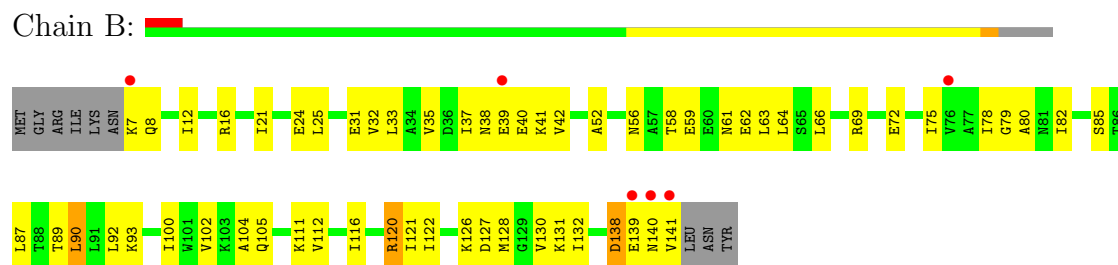 Chain B:
MET GLY ARG ILE LYS ASN K7 Q8 I12 R16 I21 E24 L25 E31 V32 L33 A34 V35 D36 I37 N38 E39 E40 K41 V42 A52 N56 A57 T58 E59 E60 N61 E62 L63 L64 S65 L66 R69 E72 I75 V76 A77 I78 G79 A80 N81 I82 S85 T86
L87 T88 T89 L90 L91 L92 K93 I100 W101 V102 K103 A104 Q105 K111 V112 I116 R120 I121 I122 K126 D127 M128 G129 V130 K131 I132 D138 E139 N140 V141 LEU ASN TYR